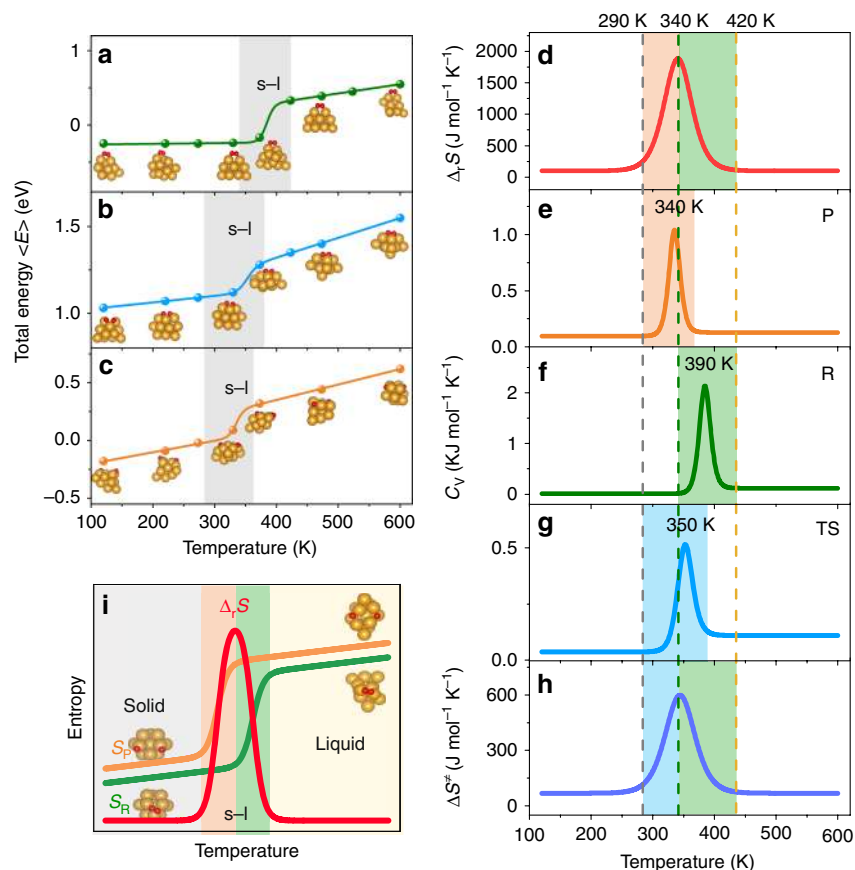 a
1
s–l
0
b
1.5
s–l
1.0
c
0.5
s–l
0.0
–0.5
Total energy <E> (eV)
100 200 300 400 500 600
Temperature (K)
i
ΔrS
Solid
SP
SR
Liquid
s–l
Entropy
Temperature
290 K 340 K 420 K
d
2000
1750
1500
1250
1000
750
500
250
0
ΔrS (J mol–1 K–1)
e
340 K
P
1.0
0.5
0.0
f
390 K
R
2
1
0
CV (KJ mol–1 K–1)
g
350 K
TS
0.5
0.0
h
600
300
0
ΔS≠ (J mol–1 K–1)
100 200 300 400 500 600
Temperature (K)